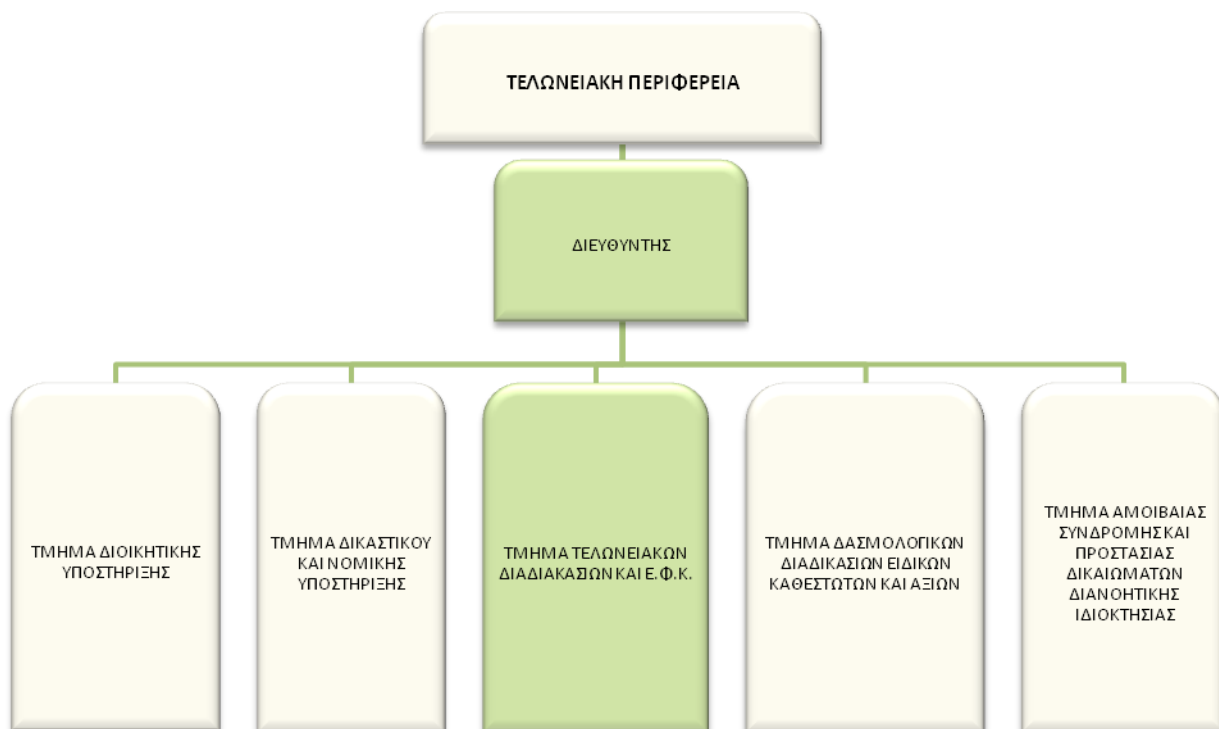 ΤΕΛΩΝΕΙΑΚΗ ΠΕΡΙΦΕΡΕΙΑ
ΔΙΕΥΘΥΝΤΗΣ
ΤΜΗΜΑ ΔΙΟΙΚΗΤΙΚΗΣ
ΥΠΟΣΤΗΡΙΞΗΣ
ΤΜΗΜΑ ΔΙΚΑΣΤΙΚΟΥ
ΚΑΙ ΝΟΜΙΚΗΣ
ΥΠΟΣΤΗΡΙΞΗΣ
ΤΜΗΜΑ ΤΕΛΩΝΕΙΑΚΩΝ
ΔΙΑΔΙΑΚΑΣΙΩΝ ΚΑΙ Ε.Φ.Κ.
ΤΜΗΜΑ ΔΑΣΜΟΛΟΓΙΚΩΝ
ΔΙΑΔΙΚΑΣΙΩΝ ΕΙΔΙΚΩΝ
ΚΑΘΕΣΤΩΤΩΝ ΚΑΙ ΑΞΙΩΝ
ΤΜΗΜΑ ΑΜΟΙΒΑΙΑΣ
ΣΥΝΔΡΟΜΗΣ ΚΑΙ
ΠΡΟΣΤΑΣΙΑΣ
ΔΙΚΑΙΩΜΑΤΩΝ
ΔΙΑΝΟΗΤΙΚΗΣ
ΙΔΙΟΚΤΗΣΙΑΣ